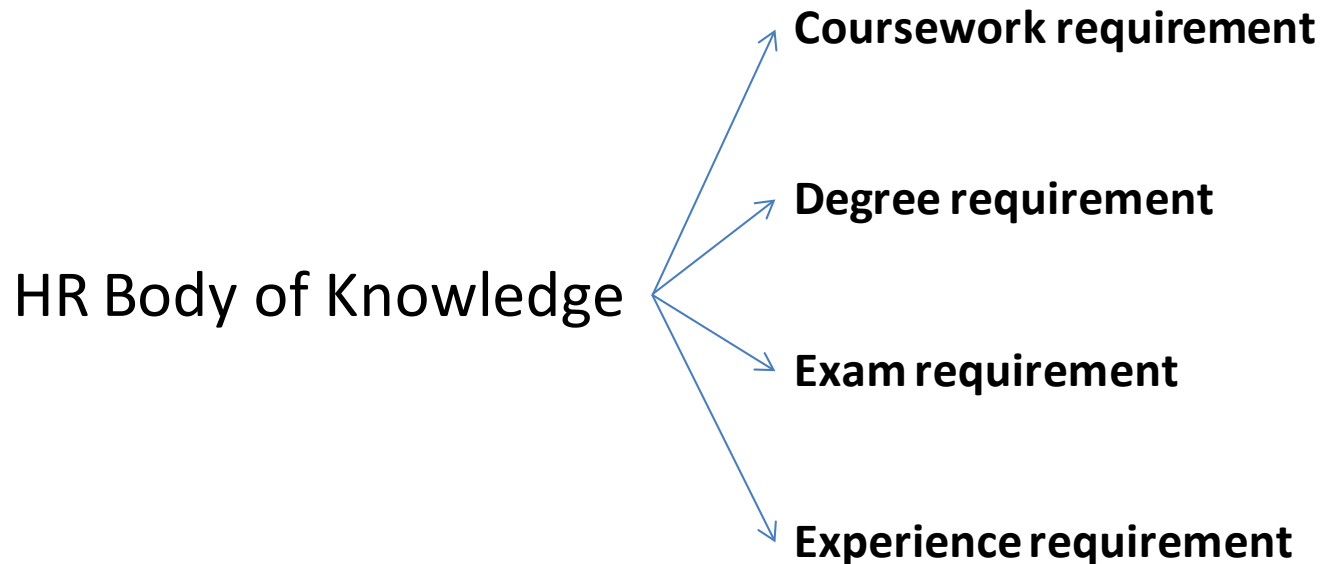 Coursework requirement
Degree requirement
HR Body of Knowledge
Exam requirement
Experience requirement